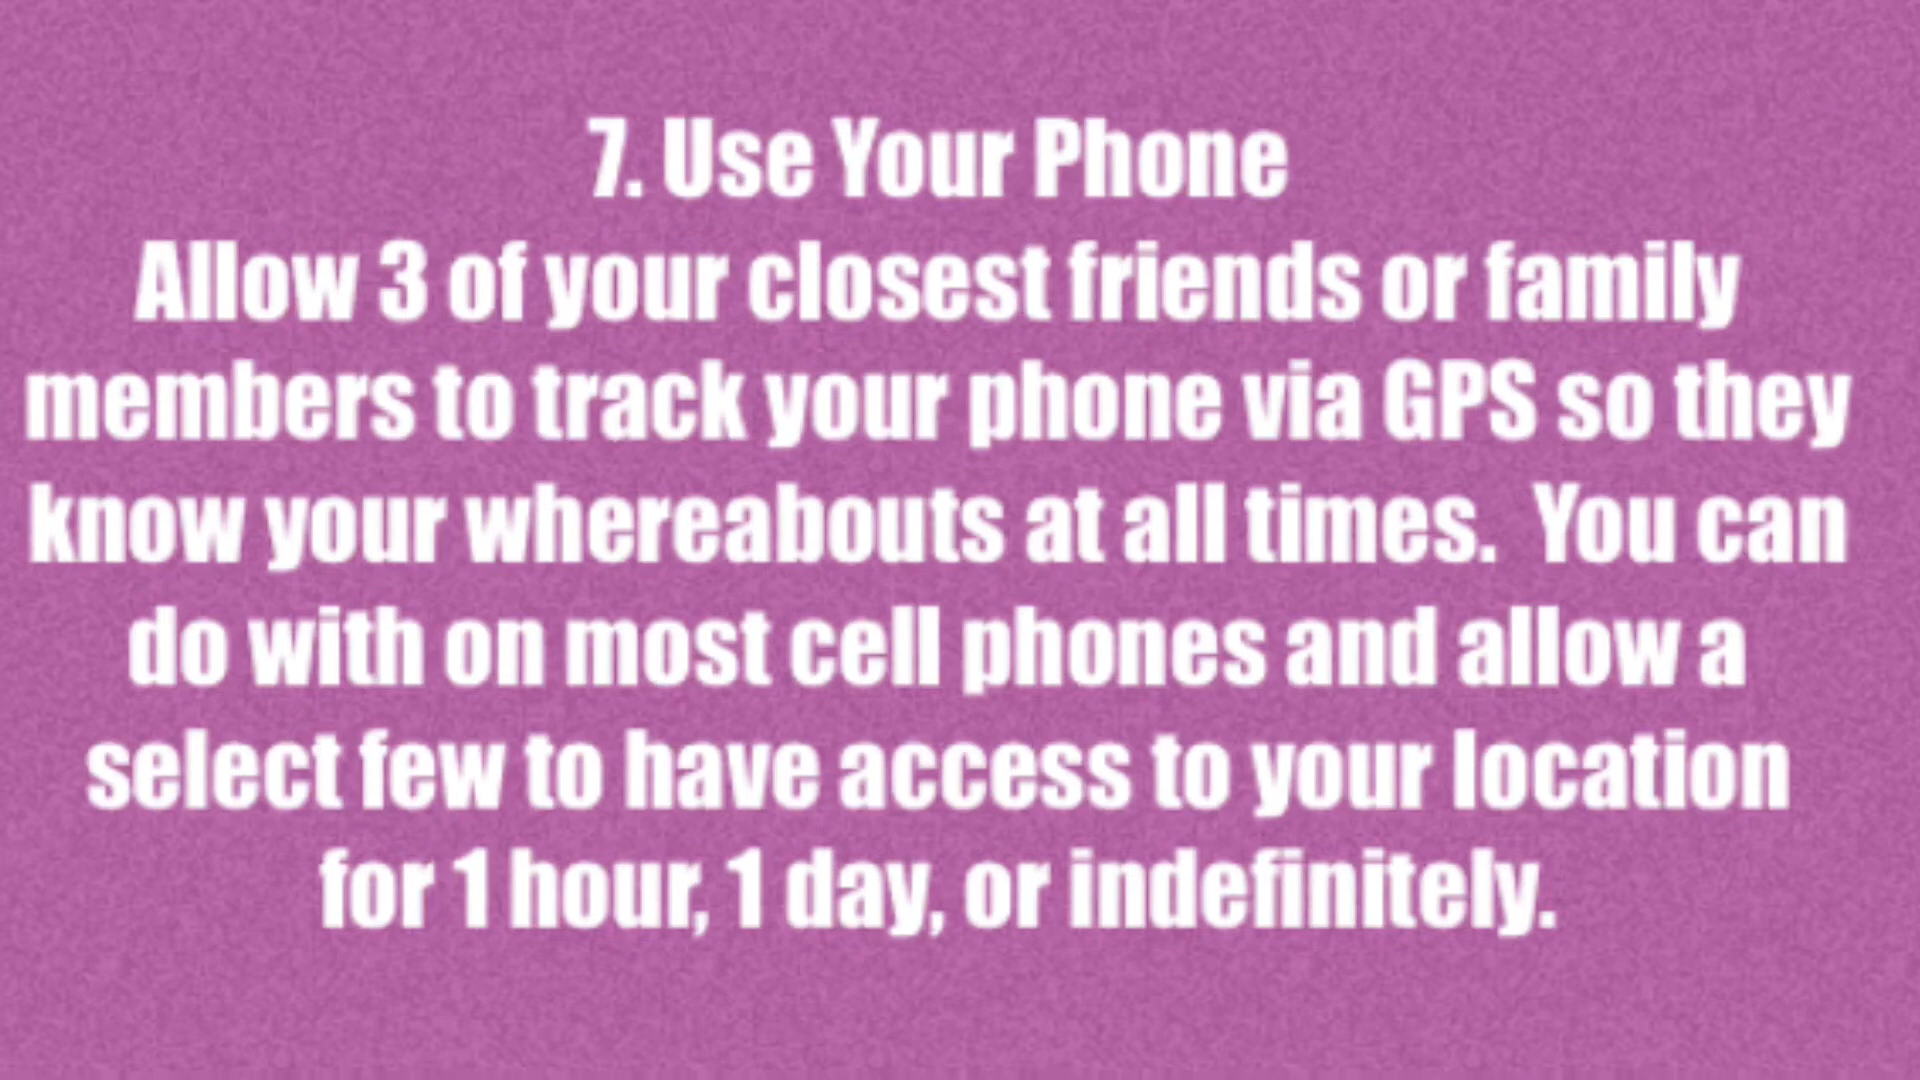 7. Use Your Phone
Allow 3 of your closest friends or family
members to track your phone via GPS so they
know your whereabouts at all times.  You can
do with on most cell phones and allow a
select few to have access to your location
for 1 hour, 1 day, or indefinitely.